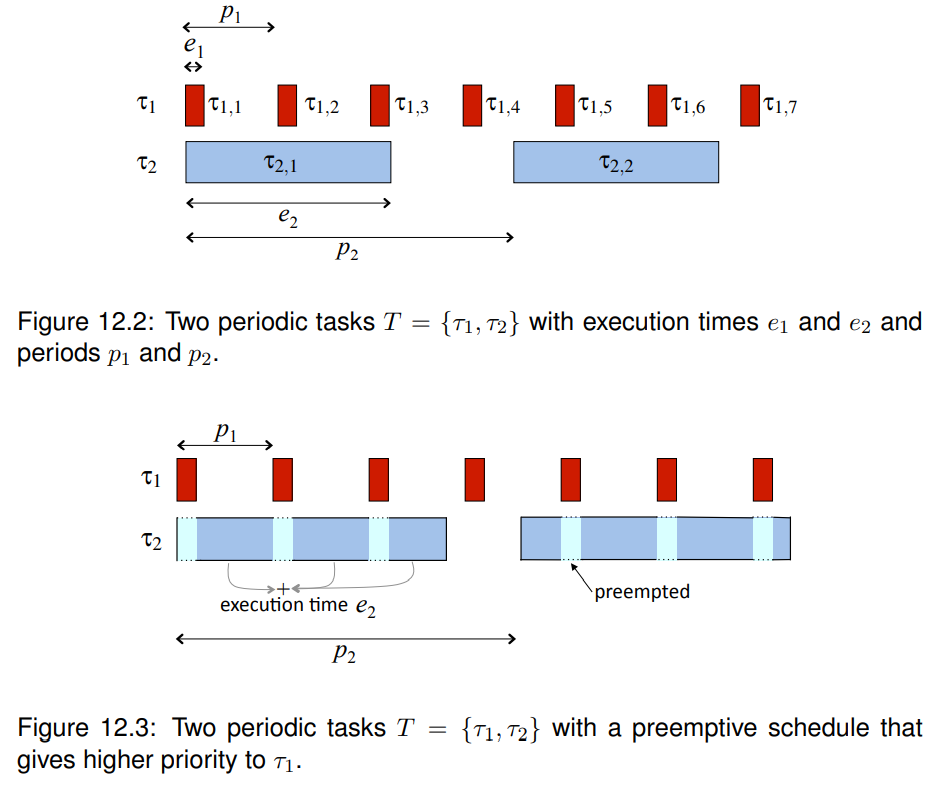 p1
e1
τ1 τ1,1 τ1,2 τ1,3 τ1,4 τ1,5 τ1,6 τ1,7
τ2 τ2,1 τ2,2
e2
p2
Figure 12.2: Two periodic tasks T = {τ1, τ2} with execution times e1 and e2 and
periods p1 and p2.
p1
τ1
τ2
+
execution time e2
preempted
p2
Figure 12.3: Two periodic tasks T = {τ1, τ2} with a preemptive schedule that
gives higher priority to τ1.